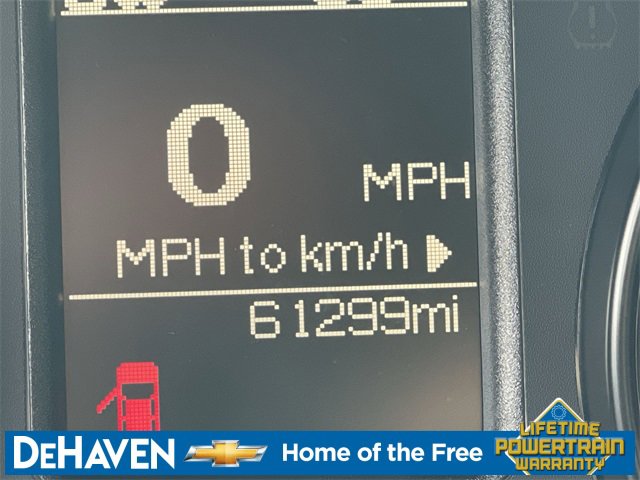 0
MPH
MPH to km/h
61299mi
DEHAVEN
Home of the Free
LIFETIME
POWERTRAIN
WARRANTY